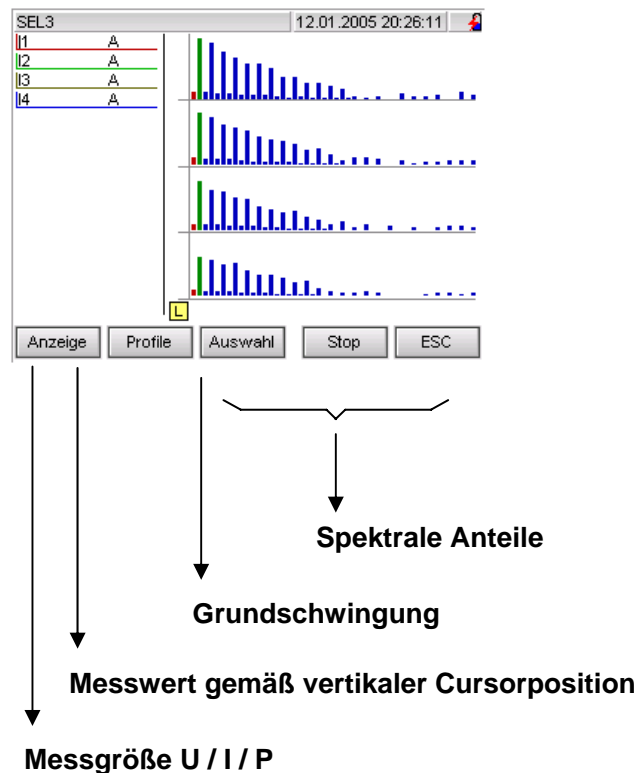 SEL3 12.01.2005 20:26:11
I1 A
I2 A
I3 A
I4 A
L
Anzeige Profile Auswahl Stop ESC
Spektrale Anteile
Grundschwingung
Messwert gemäß vertikaler Cursorposition
Messgröße U / I / P